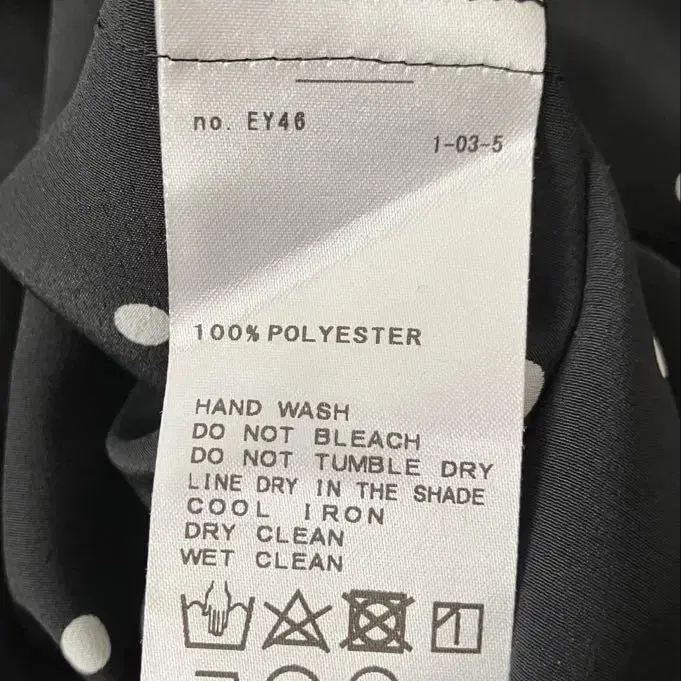 no. EY46
1-03-5
100% POLYESTER
HAND WASH
DO NOT BLEACH
DO NOT TUMBLE DRY
LINE DRY IN THE SHADE
COOL IRON
DRY CLEAN
WET CLEAN